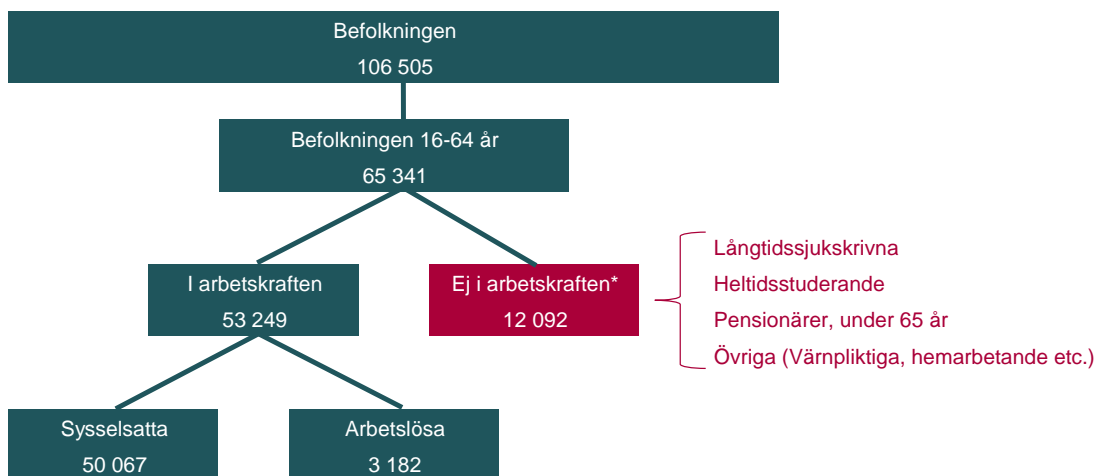 Befolkningen
106 505
Befolkningen 16-64 år
65 341
I arbetskraften
53 249
Ej i arbetskraften*
12 092
Långtidssjukskrivna
Heltidsstuderande
Pensionärer, under 65 år
Övriga (Värnpliktiga, hemarbetande etc.)
Sysselsatta
50 067
Arbetslösa
3 182